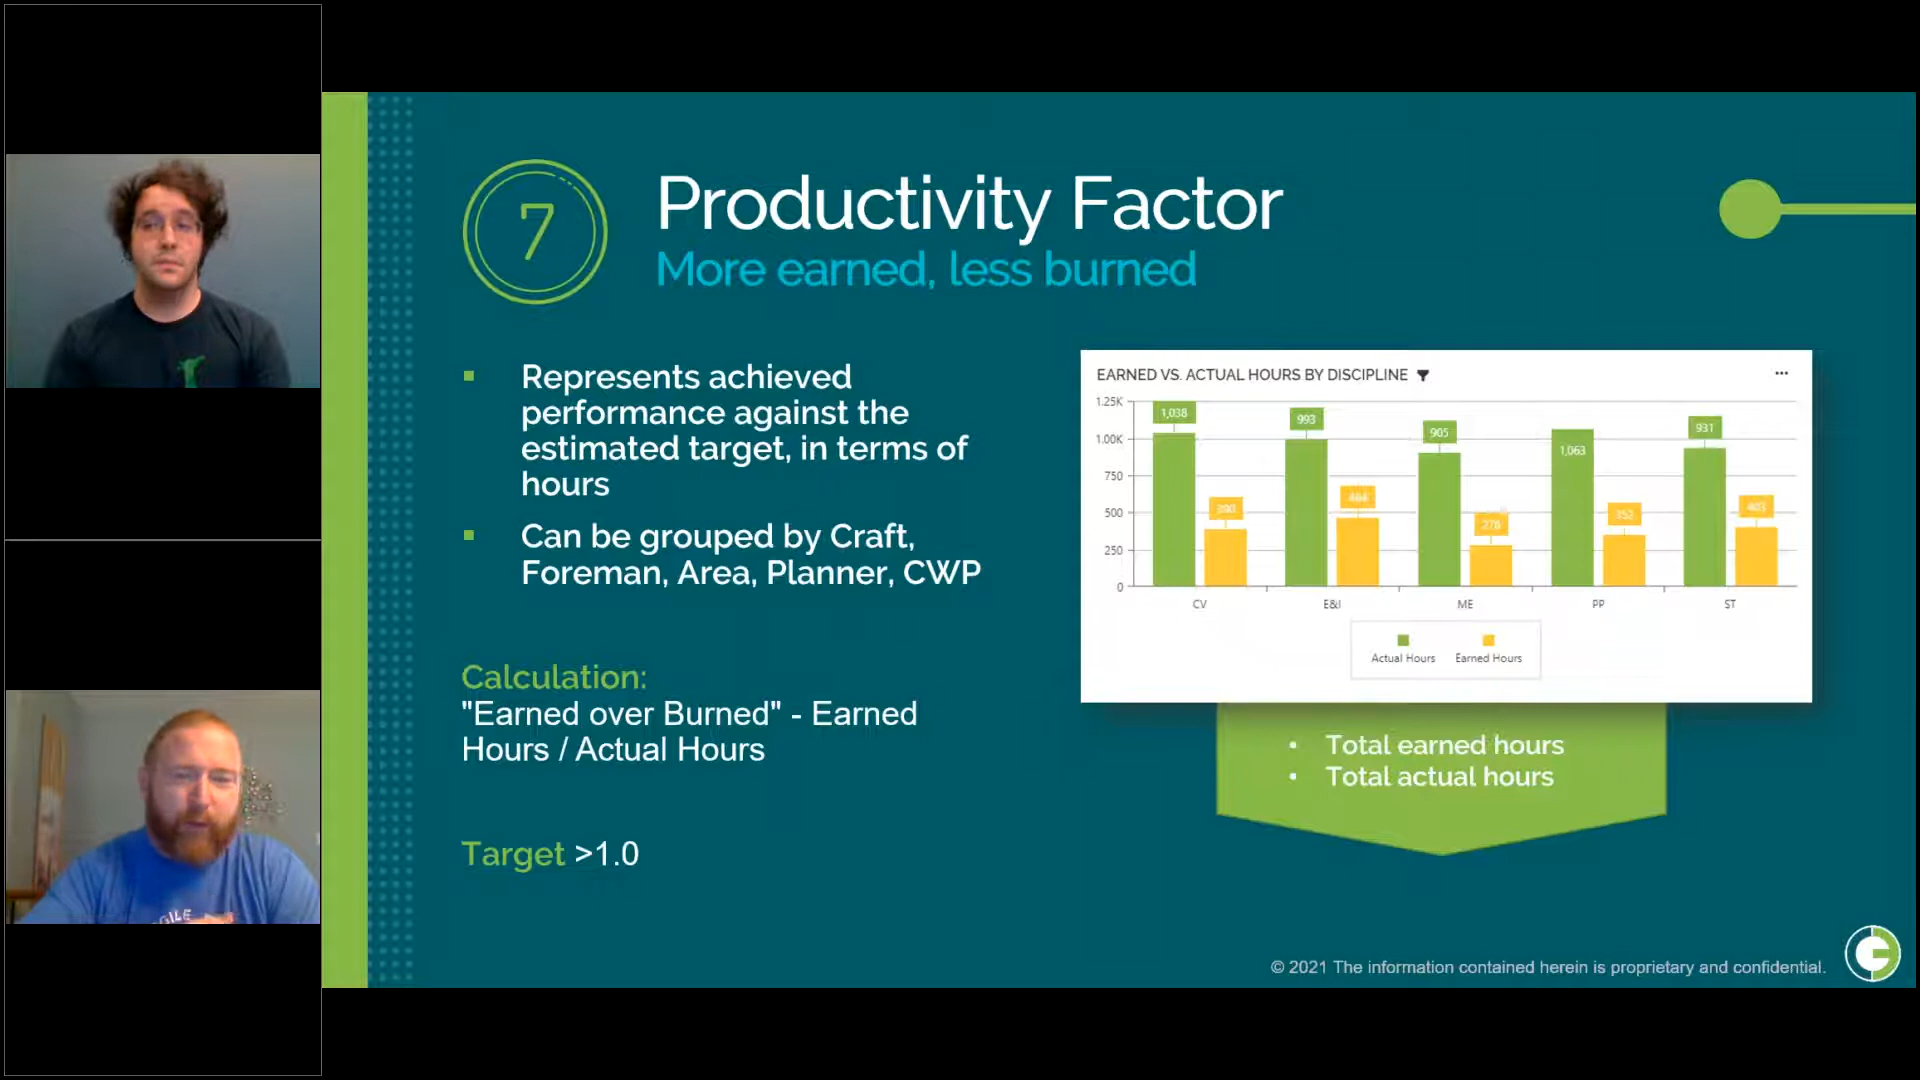 7
Productivity Factor
More earned, less burned
▪ Represents achieved
performance against the
estimated target, in terms of
hours
▪ Can be grouped by Craft,
Foreman, Area, Planner, CWP
Calculation:
"Earned over Burned" - Earned
Hours / Actual Hours
Target >1.0
EARNED VS. ACTUAL HOURS BY DISCIPLINE
1.25K
1.00K
750
500
250
0
1,038
390
993
464
905
278
1,063
352
931
403
CV
E&I
ME
PP
ST
Actual Hours
Earned Hours
• Total earned hours
• Total actual hours
© 2021 The information contained herein is proprietary and confidential.